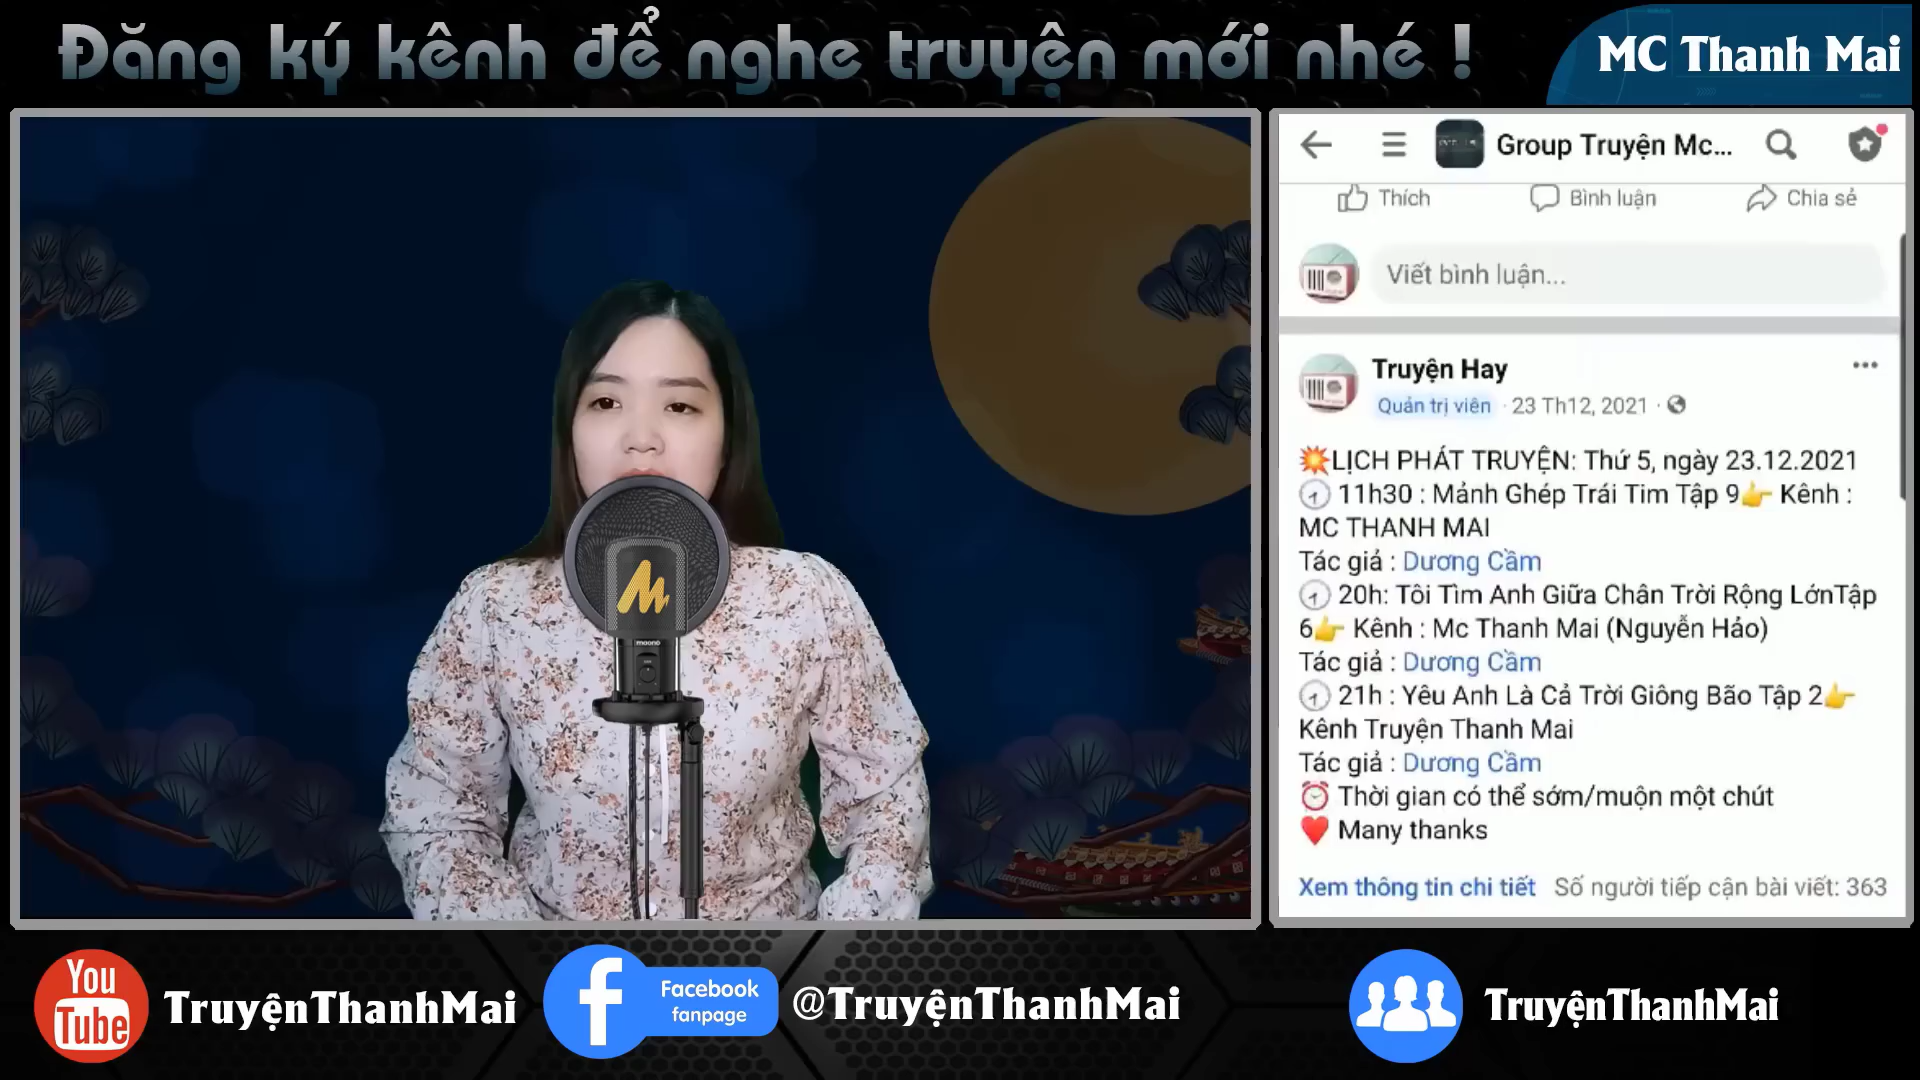 Đăng ký kênh để nghe truyện mới nhé !
MC Thanh Mai
Group Truyện Mc...
Thích
Bình luận
Chia sẻ
Viết bình luận...
Truyện Hay
Quản trị viên · 23 Th12, 2021 ·
LỊCH PHÁT TRUYỆN: Thứ 5, ngày 23.12.2021
11h30 : Mảnh Ghép Trái Tim Tập 9👉 Kênh :
MC THANH MAI
Tác giả : Dương Cầm
20h: Tôi Tìm Anh Giữa Chân Trời Rộng LớnTập
6👉 Kênh : Mc Thanh Mai (Nguyễn Hảo)
Tác giả : Dương Cầm
21h : Yêu Anh Là Cả Trời Giông Bão Tập 2👉
Kênh Truyện Thanh Mai
Tác giả : Dương Cầm
Thời gian có thể sớm/muộn một chút
Many thanks
Xem thông tin chi tiết
Số người tiếp cận bài viết: 363
maono
You
Tube
TruyệnThanhMai
Facebook
fanpage
@TruyệnThanhMai
TruyệnThanhMai